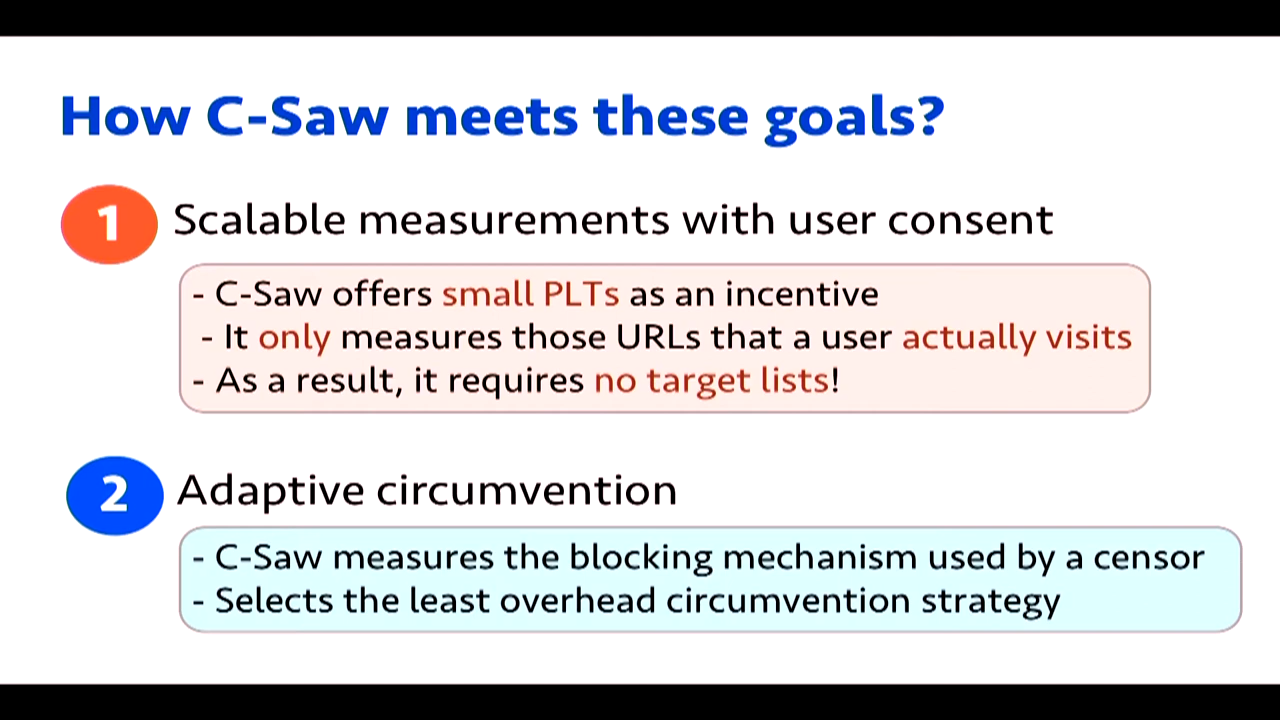 How C-Saw meets these goals?
1 Scalable measurements with user consent
- C-Saw offers small PLTs as an incentive
- It only measures those URLs that a user actually visits
- As a result, it requires no target lists!
2 Adaptive circumvention
- C-Saw measures the blocking mechanism used by a censor
- Selects the least overhead circumvention strategy